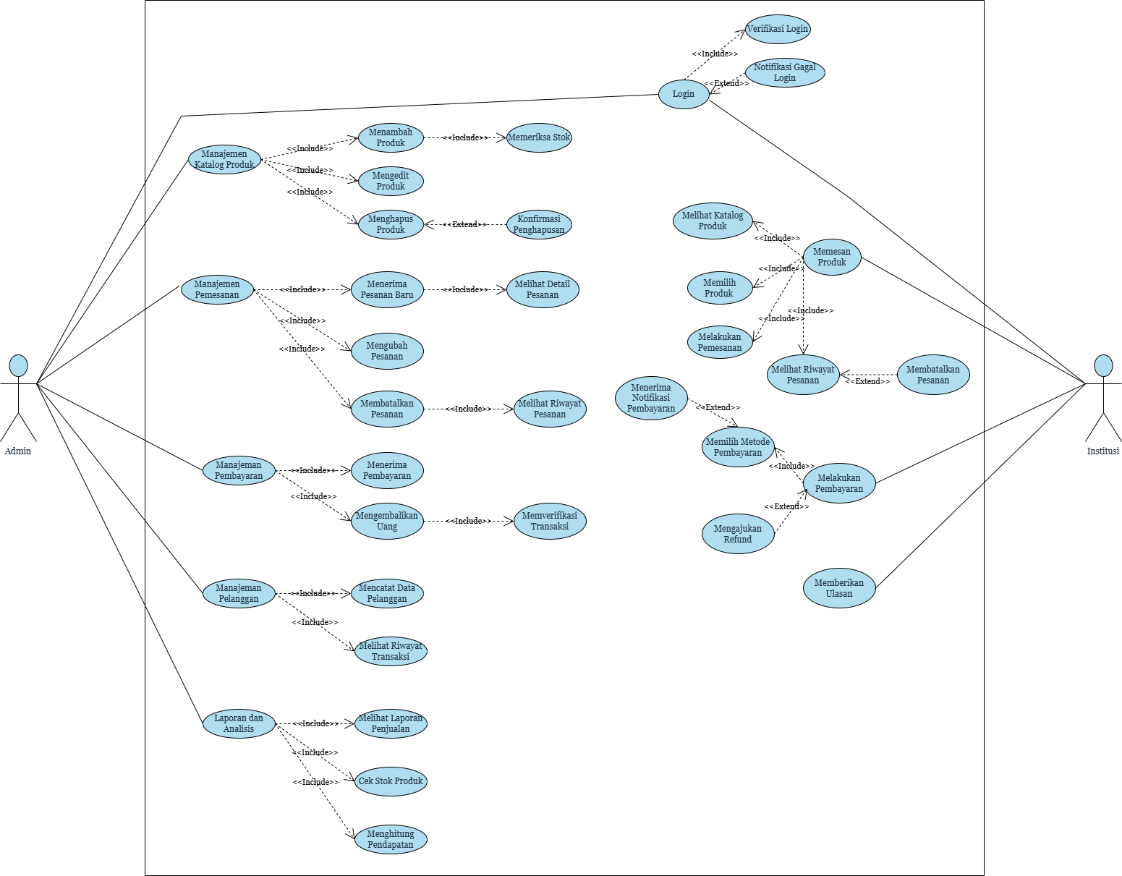 Verifikasi Login
<<Include>>
Notifikasi Gagal
Login
<<Extend>>
Login
Menambah
Produk
<<Include>>
Memeriksa Stok
Manajemen
Katalog Produk
<<Include>>
<<Include>>
<<Include>>
Mengedit
Produk
Menghapus
Produk
<<Extend>>
Konfirmasi
Penghapusan
Melihat Katalog
Produk
<<Include>>
Memesan
Produk
<<Include>>
Memilih
Produk
<<Include>>
<<Include>>
Melakukan
Pemesanan
Melihat Riwayat
Pesanan
<<Extend>>
Membatalkan
Pesanan
Manajemen
Pemesanan
<<Include>>
<<Include>>
<<Include>>
Menerima
Pesanan Baru
<<Include>>
Melihat Detail
Pesanan
Mengubah
Pesanan
Membatalkan
Pesanan
<<Include>>
Melihat Riwayat
Pesanan
Menerima
Notifikasi
Pembayaran
<<Extend>>
Memilih Metode
Pembayaran
<<Include>>
Melakukan
Pembayaran
<<Extend>>
Mengajukan
Refund
Admin
Institusi
Manajeman
Pembayaran
<<Include>>
<<Include>>
Menerima
Pembayaran
Mengembalikan
Uang
<<Include>>
Memverifikasi
Transaksi
Memberikan
Ulasan
Manajeman
Pelanggan
<<Include>>
<<Include>>
Mencatat Data
Pelanggan
Melihat Riwayat
Transaksi
Laporan dan
Analisis
<<Include>>
<<Include>>
<<Include>>
Melihat Laporan
Penjualan
Cek Stok Produk
Menghitung
Pendapatan